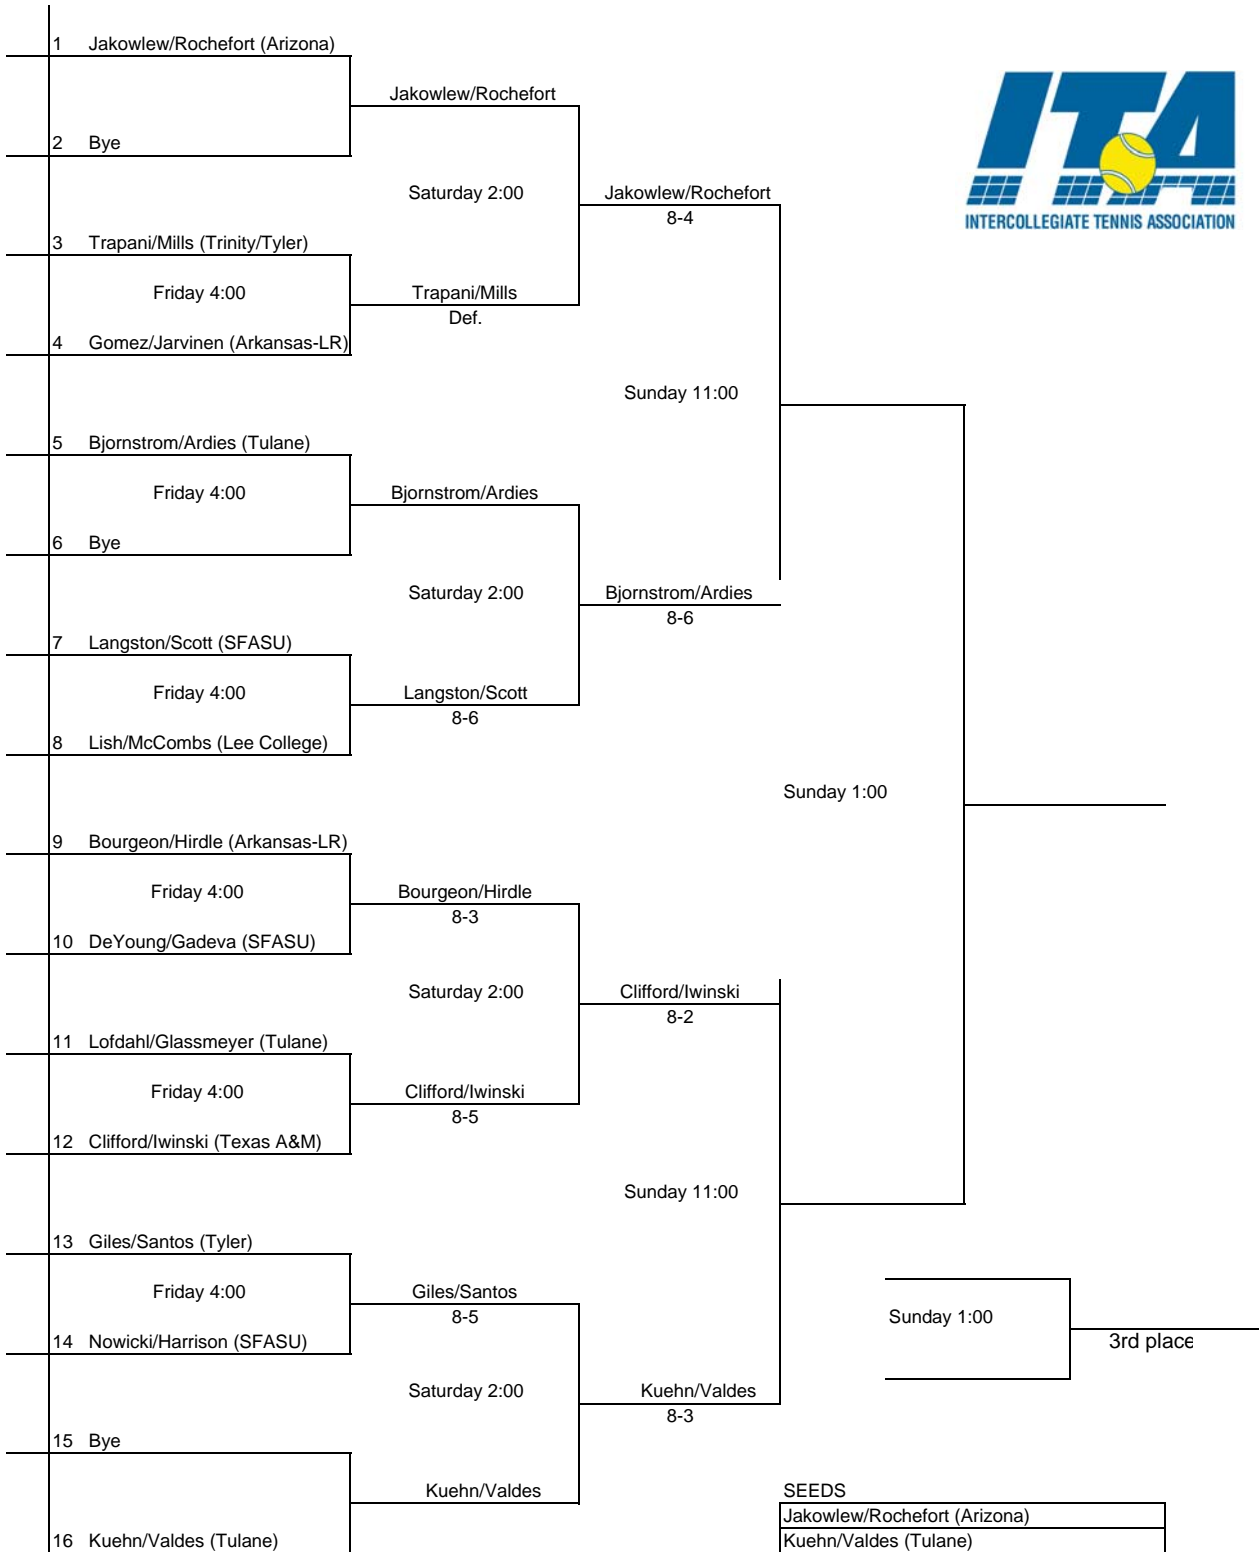 1 Jakowlew/Rochefort (Arizona)
Jakowlew/Rochefort
2 Bye
Saturday 2:00
Jakowlew/Rochefort
8-4
ITA
INTERCOLLEGIATE TENNIS ASSOCIATION
3 Trapani/Mills (Trinity/Tyler)
Friday 4:00
Trapani/Mills
Def.
4 Gomez/Jarvinen (Arkansas-LR)
Sunday 11:00
5 Bjornstrom/Ardies (Tulane)
Friday 4:00
Bjornstrom/Ardies
6 Bye
Saturday 2:00
Bjornstrom/Ardies
8-6
7 Langston/Scott (SFASU)
Friday 4:00
Langston/Scott
8-6
8 Lish/McCombs (Lee College)
Sunday 1:00
9 Bourgeon/Hirdle (Arkansas-LR)
Friday 4:00
Bourgeon/Hirdle
8-3
10 DeYoung/Gadeva (SFASU)
Saturday 2:00
Clifford/Iwinski
8-2
11 Lofdahl/Glassmeyer (Tulane)
Friday 4:00
Clifford/Iwinski
8-5
12 Clifford/Iwinski (Texas A&M)
Sunday 11:00
13 Giles/Santos (Tyler)
Friday 4:00
Giles/Santos
8-5
Sunday 1:00
14 Nowicki/Harrison (SFASU)
3rd place
Saturday 2:00
Kuehn/Valdes
8-3
15 Bye
Kuehn/Valdes
SEEDS
Jakowlew/Rochefort (Arizona)
16 Kuehn/Valdes (Tulane)
Kuehn/Valdes (Tulane)